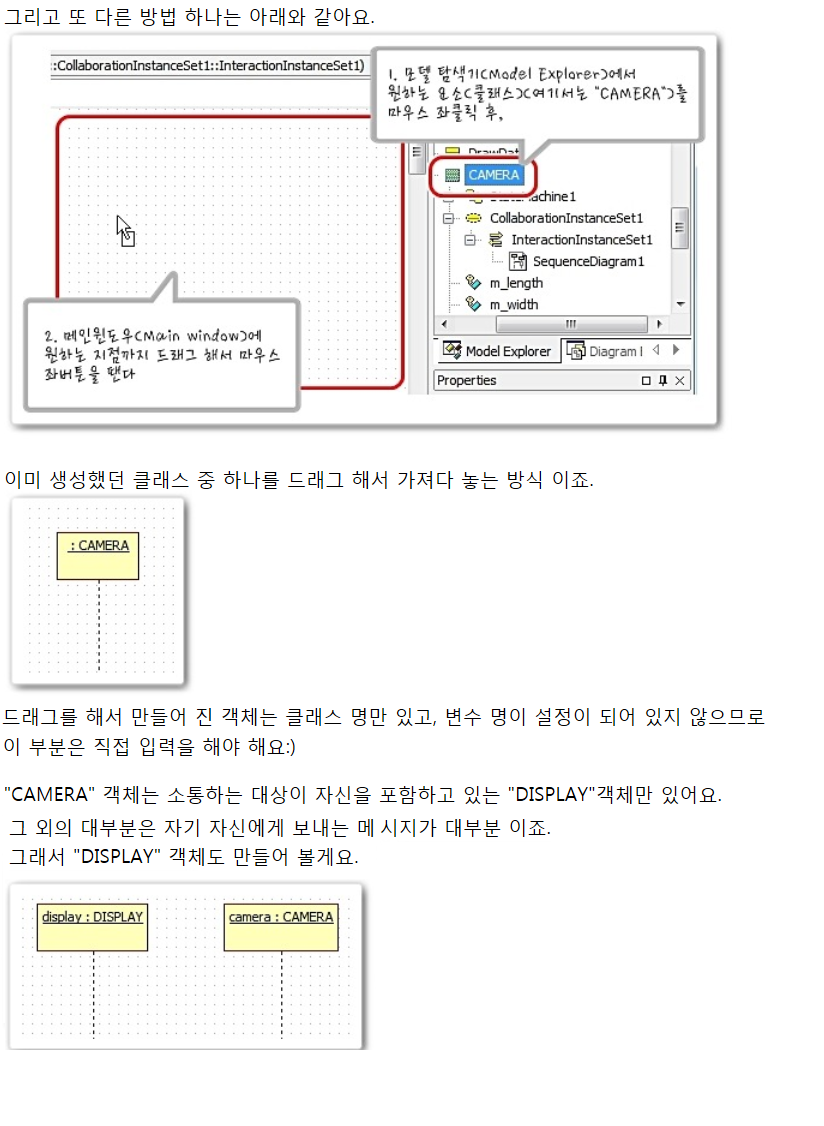 그리고 또 다른 방법 하나는 아래와 같아요.
::CollaborationInstanceSet1::InteractionInstanceSet1)
1. 모델 탐색기(Model Explorer)에서
원하는 요소(클래스)(여기서는 "CAMERA")를
마우스 좌클릭 후,
CAMERA
CollaborationInstanceSet1
InteractionInstanceSet1
SequenceDiagram1
m_length
m_width
2. 메인윈도우(Main window)에
원하는 지점까지 드래그 해서 마우스
좌버튼을 땐다
Model Explorer
Diagram
Properties
이미 생성했던 클래스 중 하나를 드래그 해서 가져다 놓는 방식 이죠.
: CAMERA
드래그를 해서 만들어 진 객체는 클래스 명만 있고, 변수 명이 설정이 되어 있지 않으므로
이 부분은 직접 입력을 해야 해요:)
"CAMERA" 객체는 소통하는 대상이 자신을 포함하고 있는 "DISPLAY"객체만 있어요.
그 외의 대부분은 자기 자신에게 보내는 메시지가 대부분 이죠.
그래서 "DISPLAY" 객체도 만들어 볼게요.
display : DISPLAY
camera : CAMERA